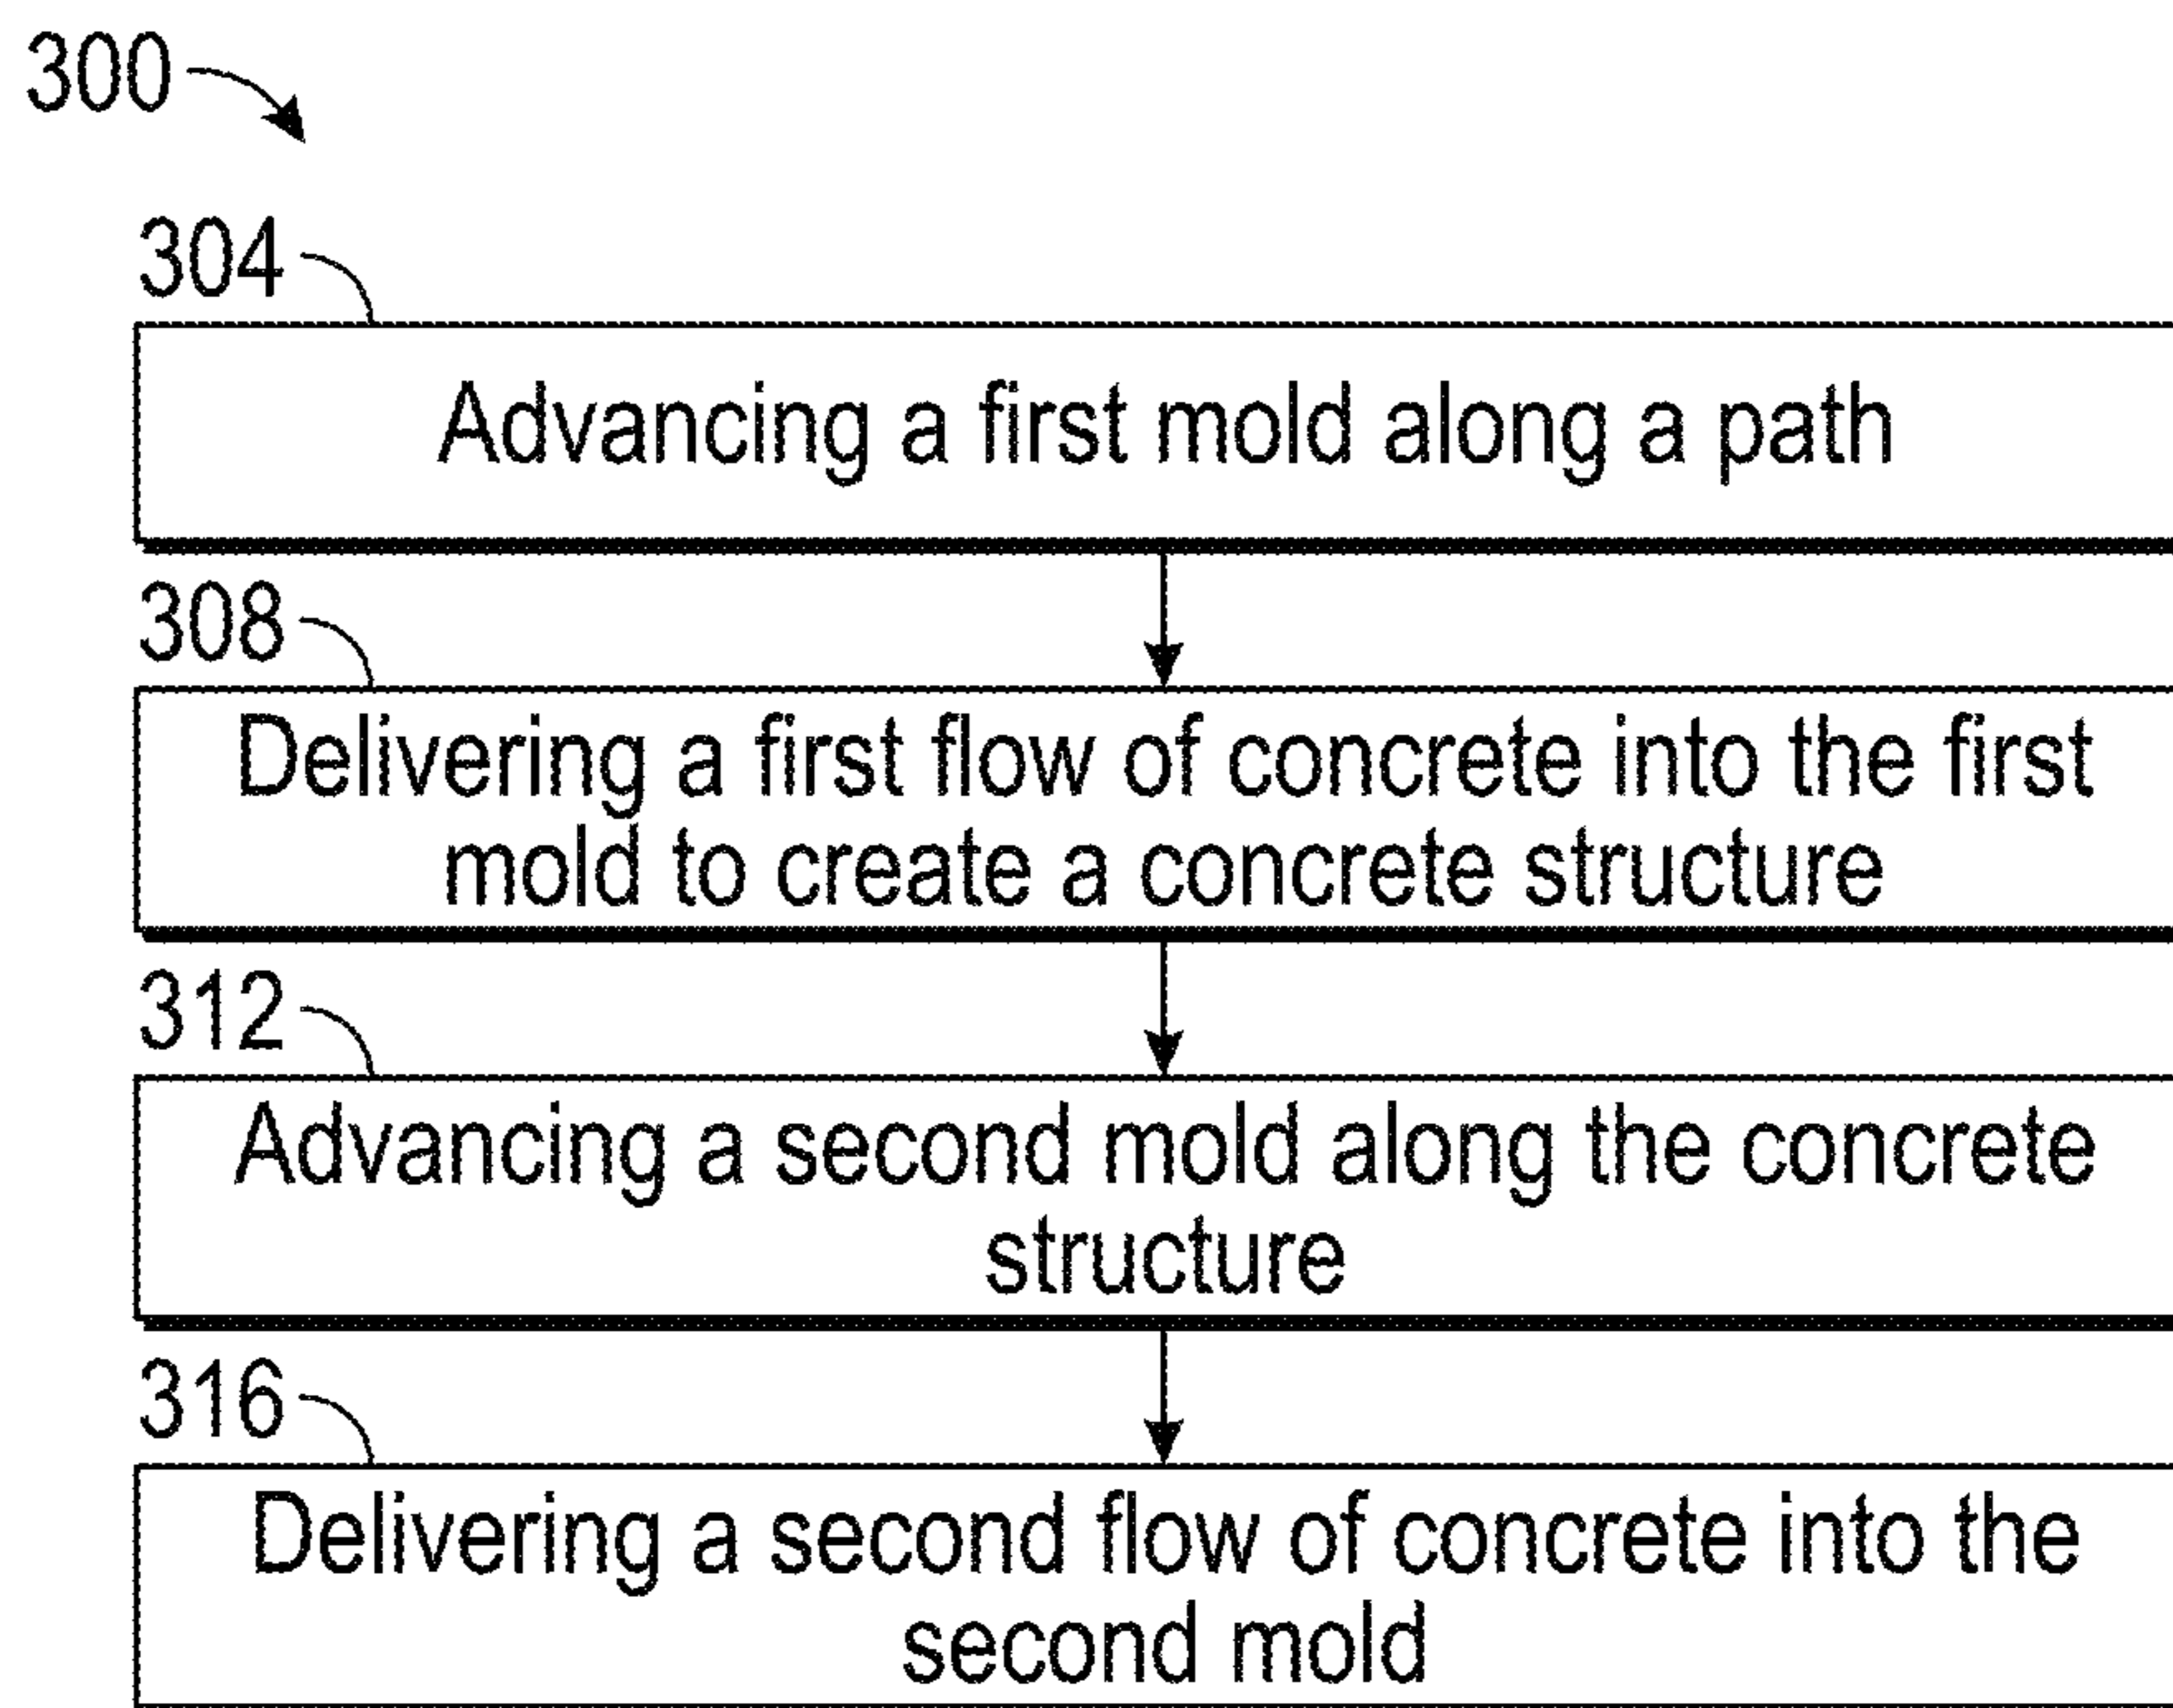 300
304
Advancing a first mold along a path
308
Delivering a first flow of concrete into the first
mold to create a concrete structure
312
Advancing a second mold along the concrete
structure
316
Delivering a second flow of concrete into the
second mold